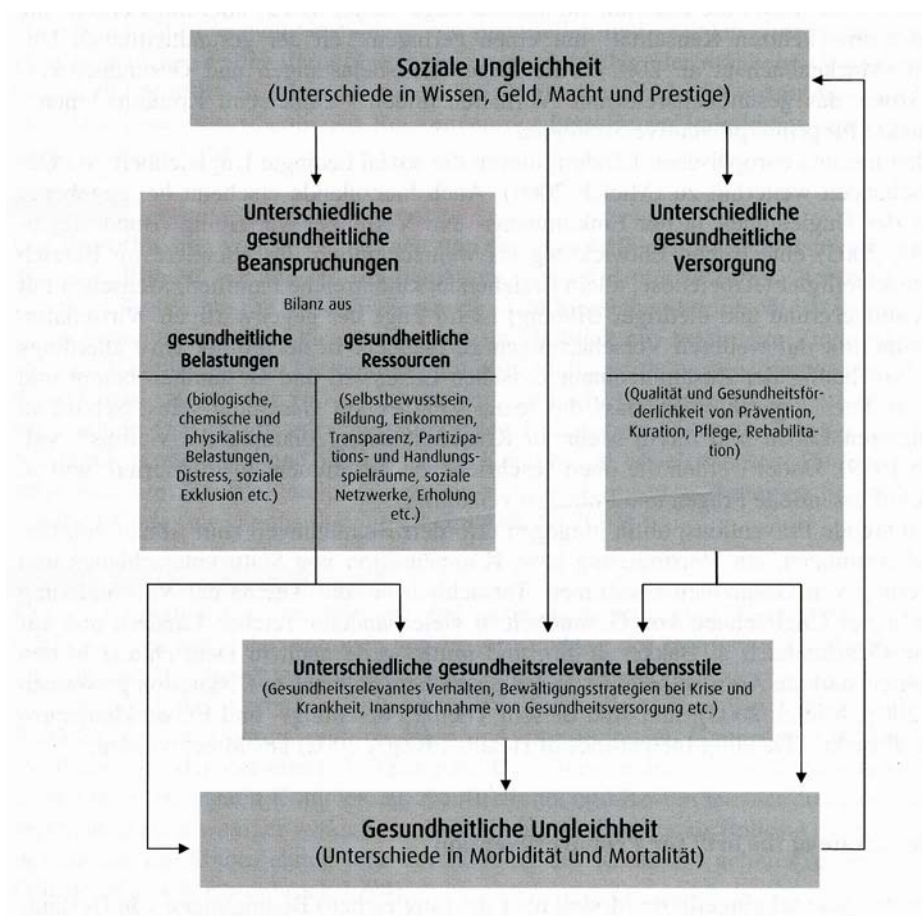 Soziale Ungleichheit
(Unterschiede in Wissen, Geld, Macht und Prestige)
Unterschiedliche
gesundheitliche
Beanspruchungen
Bilanz aus
gesundheitliche
Belastungen
(biologische,
Chemische und
physikalische
Belastungen,
Distress, soziale
Exklusion etc.)
gesundheitliche
Ressourcen
(Selbstbewusstsein,
Bildung, Einkommen,
Transparenz, Partizipa-
tions- und Handlungs-
spielräume, soziale
Netzwerke, Erholung
etc.)
Unterschiedliche
gesundheitliche
Versorgung
(Qualität und Gesundheitsför-
derlichkeit von Prävention,
Kuration, Pflege, Rehabilita-
tion)
Unterschiedliche gesundheitsrelevante Lebensstile
(Gesundheitsrelevantes Verhalten, Bewältigungsstrategien bei Krise und
Krankheit, Inanspruchnahme von Gesundheitsversorgung etc.)
Gesundheitliche Ungleichheit
(Unterschiede in Morbidität und Mortalität)